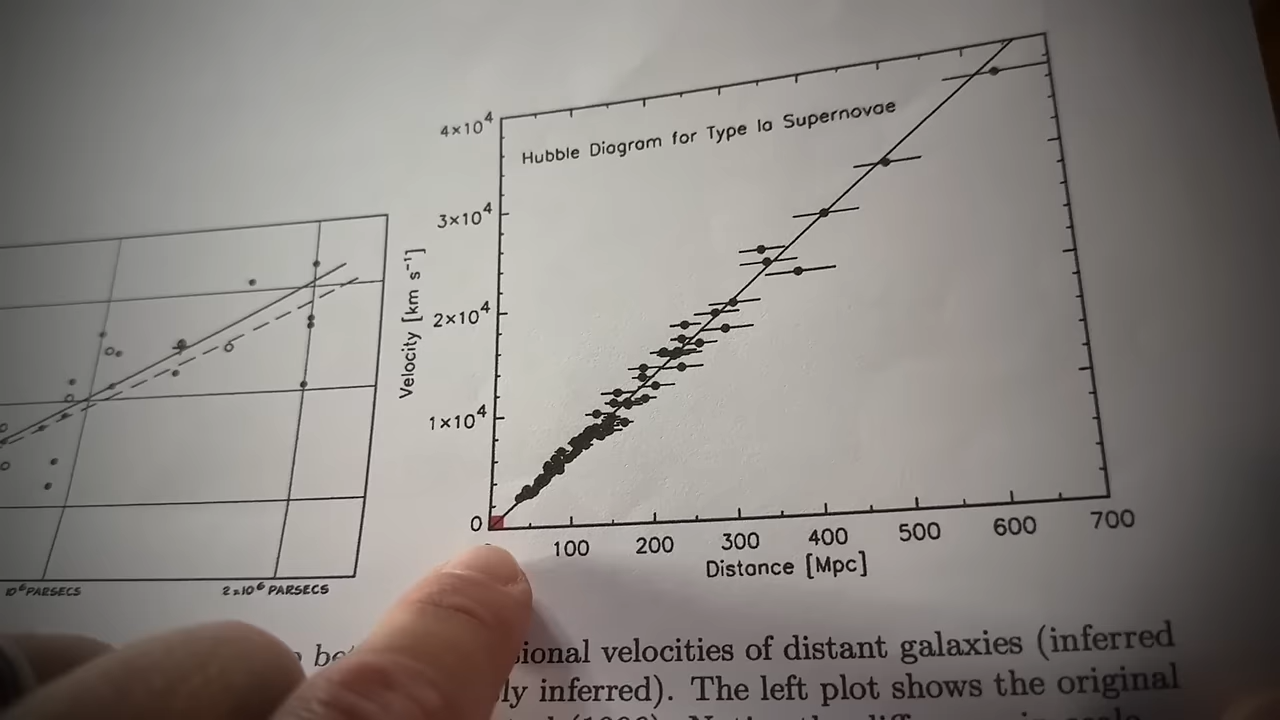 Hubble Diagram for Type Ia Supernovae
4×10⁴
3×10⁴
2×10⁴
1×10⁴
0
Velocity [km s⁻¹]
100 200 300 400 500 600 700
Distance [Mpc]
10⁶ PARSECS
2×10⁶ PARSECS
sional velocities of distant galaxies (inferred
ly inferred). The left plot shows the original